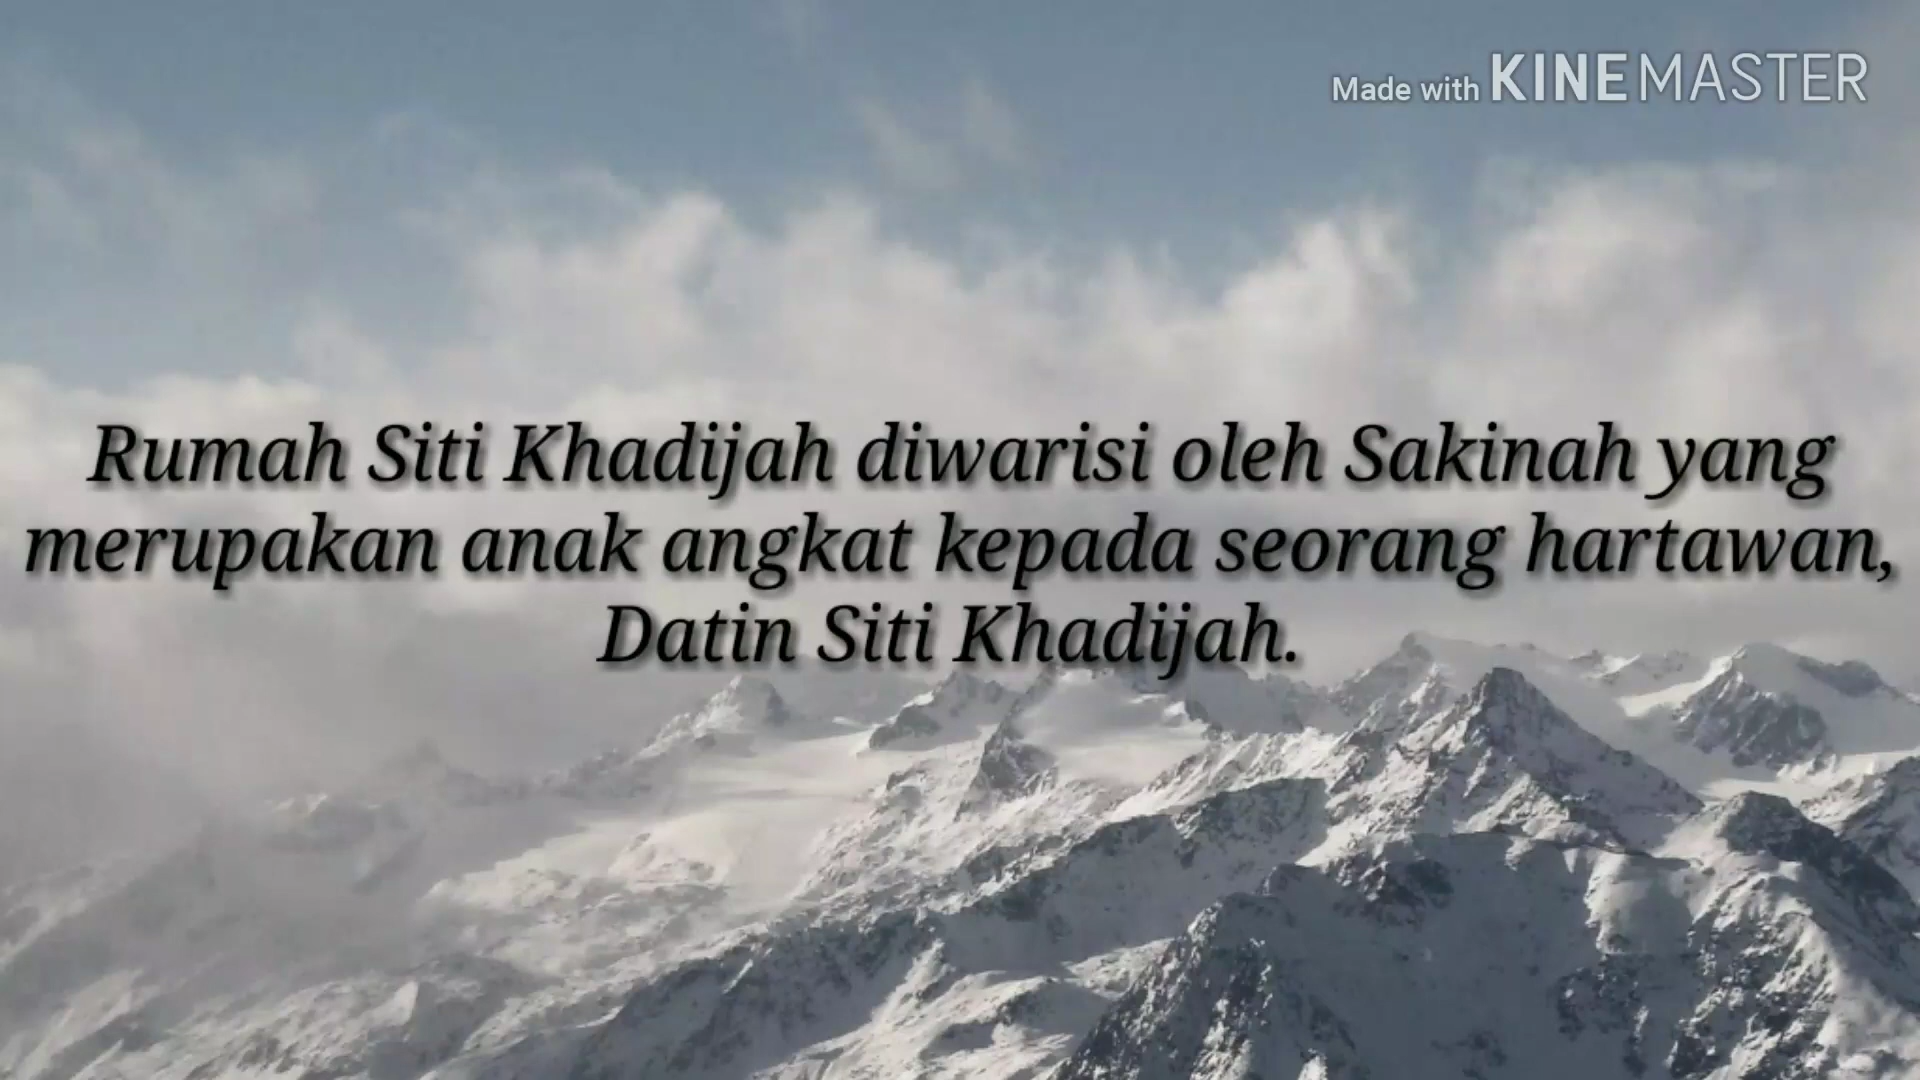 Made with KINEMASTER
Rumah Siti Khadijah diwarisi oleh Sakinah yang
merupakan anak angkat kepada seorang hartawan,
Datin Siti Khadijah.